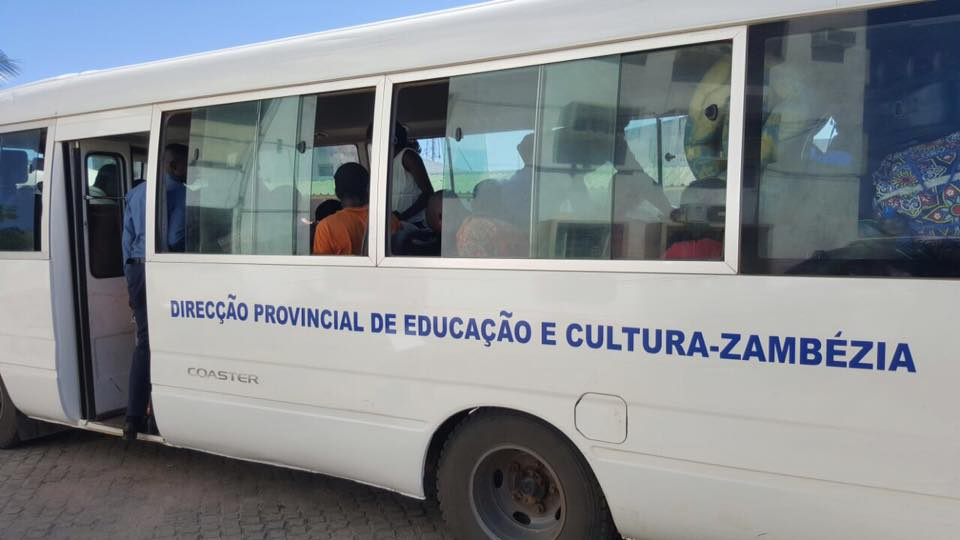 DIRECÇÃO PROVINCIAL DE EDUCAÇÃO E CULTURA-ZAMBÉZIA
COASTER